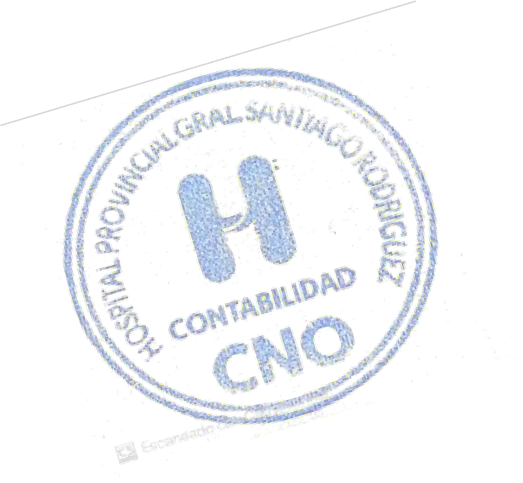 HOSPITAL PROVINCIAL GRAL SANTIAGO RODRIGUEZ
H
CONTABILIDAD
CNO
Escaneado